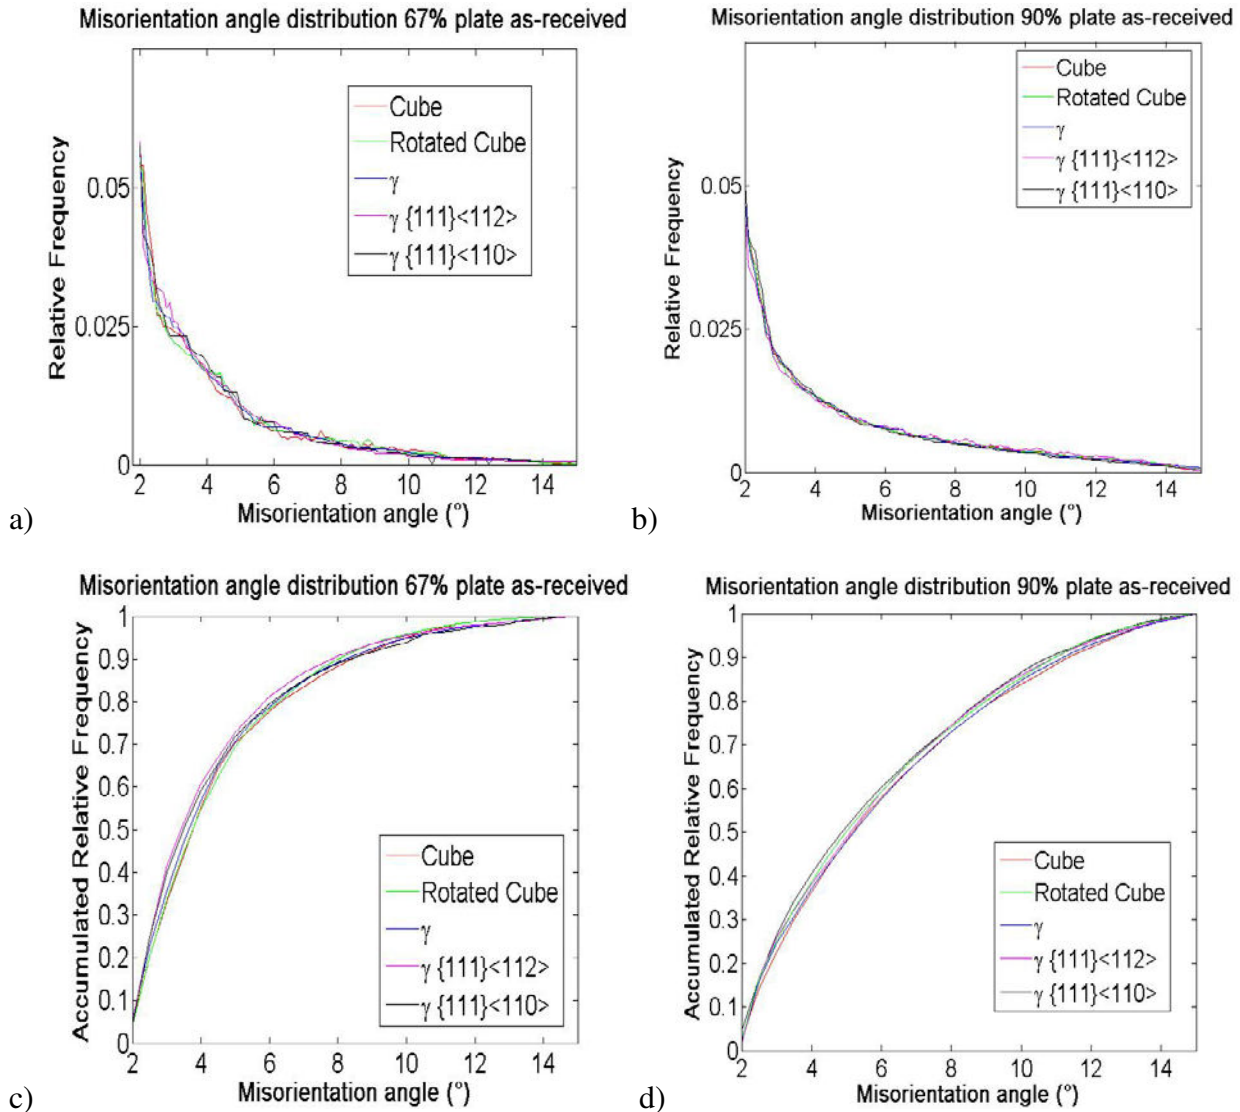 Misorientation angle distribution 67% plate as-received
Relative Frequency
0.05
0.025
0
2 4 6 8 10 12 14
Misorientation angle (°)
Cube
Rotated Cube
γ
γ {111}<112>
γ {111}<110>
a)
Misorientation angle distribution 90% plate as-received
Relative Frequency
0.05
0.025
0
2 4 6 8 10 12 14
Misorientation angle (°)
Cube
Rotated Cube
γ
γ {111}<112>
γ {111}<110>
b)
Misorientation angle distribution 67% plate as-received
Accumulated Relative Frequency
1
0.9
0.8
0.7
0.6
0.5
0.4
0.3
0.2
0.1
0
2 4 6 8 10 12 14
Misorientation angle (°)
Cube
Rotated Cube
γ
γ {111}<112>
γ {111}<110>
c)
Misorientation angle distribution 90% plate as-received
Accumulated Relative Frequency
1
0.9
0.8
0.7
0.6
0.5
0.4
0.3
0.2
0.1
0
2 4 6 8 10 12 14
Misorientation angle (°)
Cube
Rotated Cube
γ
γ {111}<112>
γ {111}<110>
d)